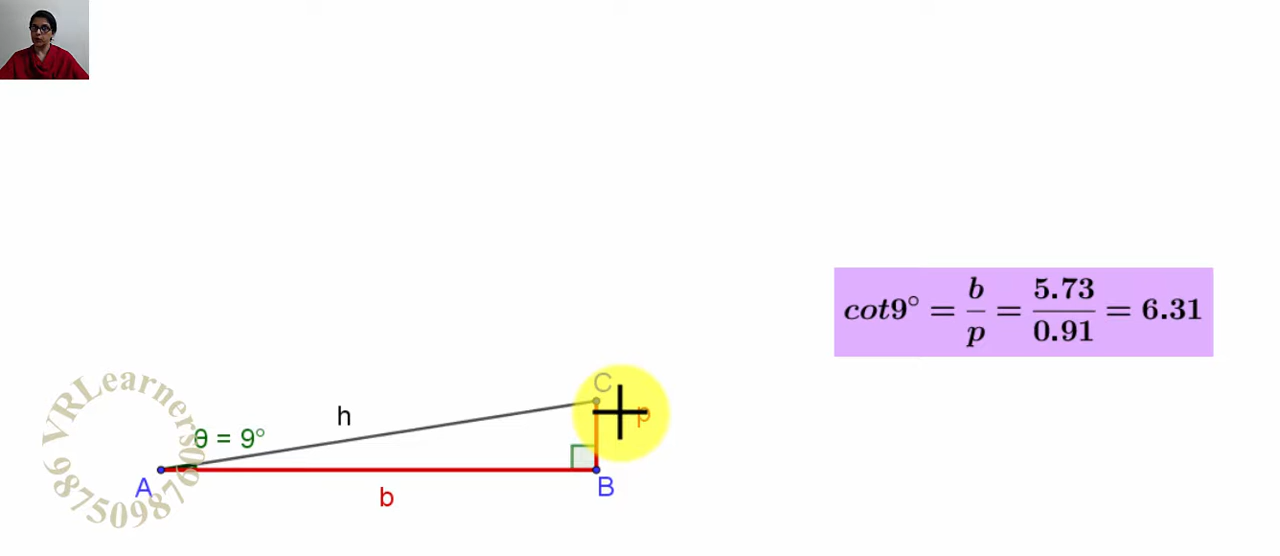 cot9° = b/p = 5.73/0.91 = 6.31
C
p
h
θ = 9°
A
B
b
VRLearners
9875098760